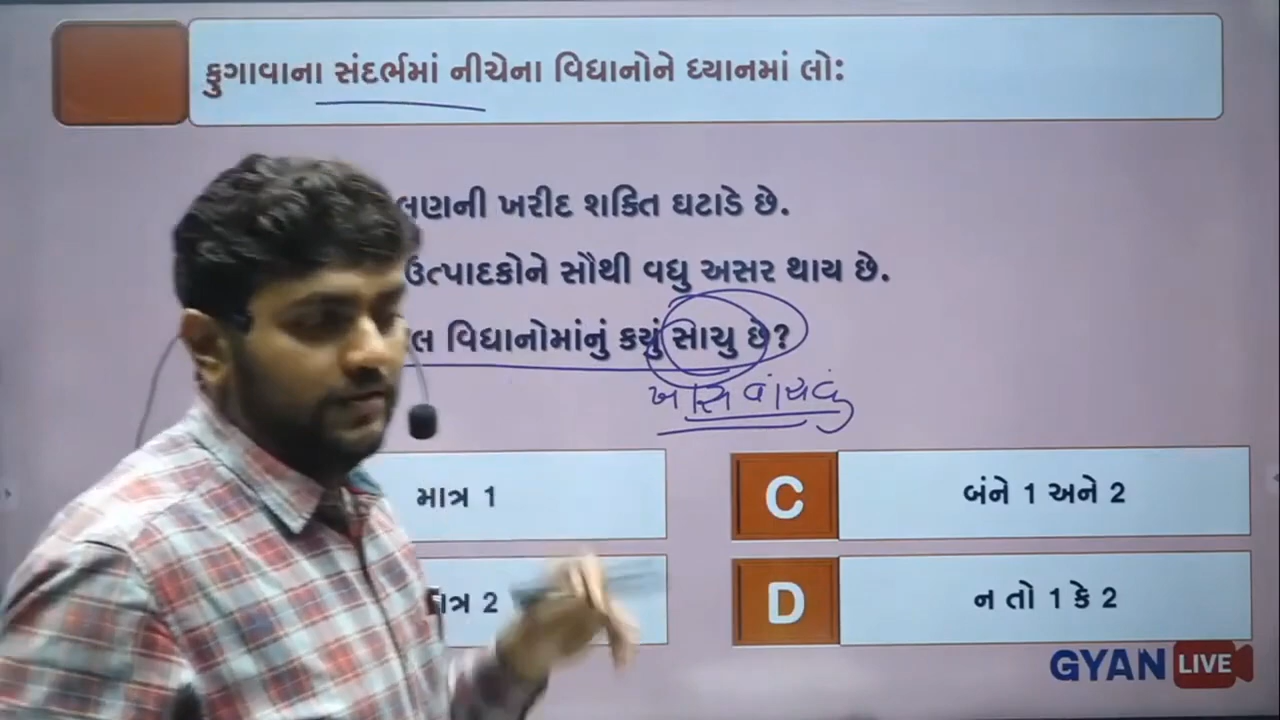 ફુગાવાના સંદર્ભમાં નીચેના વિધાનોને ધ્યાનમાં લો:
ખરીદ શક્તિ ઘટાડે છે.
ઉત્પાદકોને સૌથી વધુ અસર થાય છે.
વિધાનોમાંનું કયું સાચુ છે?
ખાસ વાંચવું
માત્ર 1
C
બંને 1 અને 2
2
D
ન તો 1 કે 2
GYAN LIVE